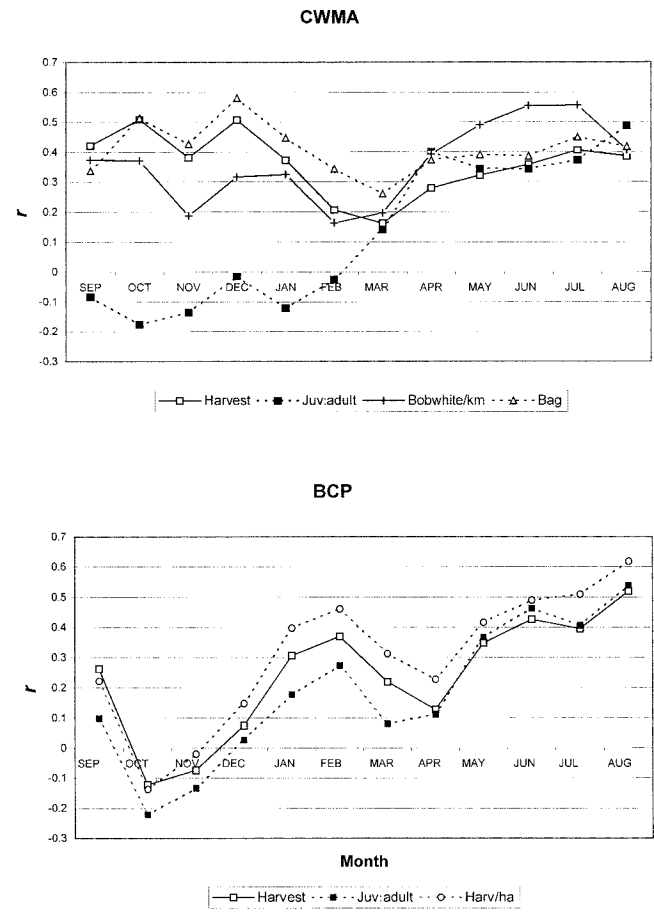 CWMA
0.7
0.6
0.5
0.4
0.3
0.2
0.1
0
-0.1
-0.2
-0.3
r
SEP OCT NOV DEC JAN FEB MAR APR MAY JUN JUL AUG
Harvest Juv:adult Bobwhite/km Bag
BCP
0.7
0.6
0.5
0.4
0.3
0.2
0.1
0
-0.1
-0.2
-0.3
r
SEP OCT NOV DEC JAN FEB MAR APR MAY JUN JUL AUG
Month
Harvest Juv:adult Harv/ha